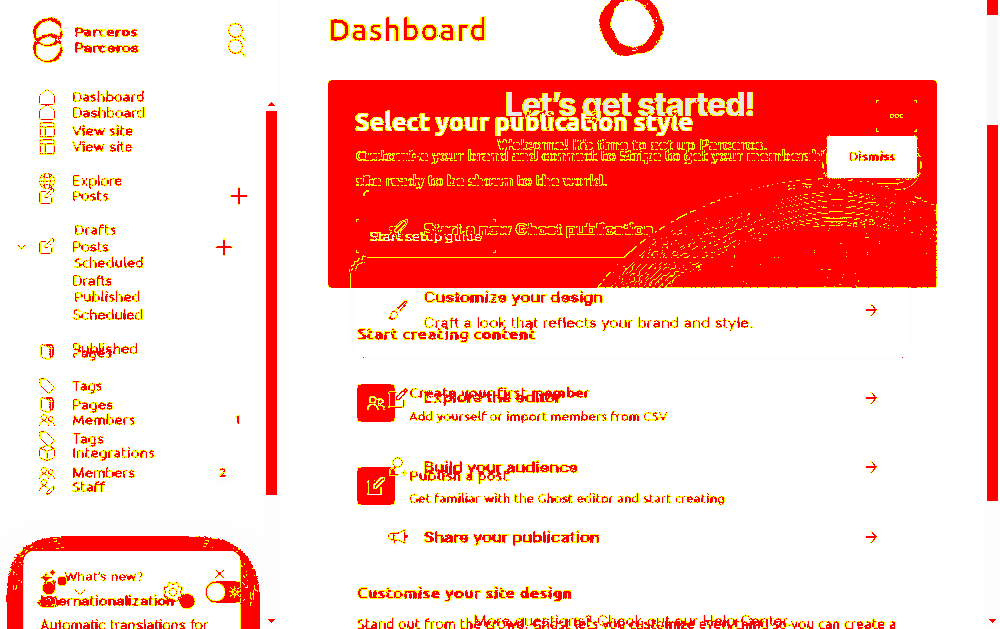 Parceros
Parceros
Dashboard
Dashboard
View site
View site
Explore
Posts
Drafts
Posts
Scheduled
Drafts
Published
Scheduled
Published
Pages
Tags
Pages
Members 1
Tags
Integrations
Members 2
Staff
What's new?
Internationalization
Automatic translations for
Dashboard
Let's get started!
Select your publication style
Welcome! It's time to set up Parceros.
Customize your brand and connect to Stripe to get your members
site ready to be shown to the world.
Dismiss
Start a new Ghost publication
Start setup guide
Customize your design
Craft a look that reflects your brand and style.
Start creating content
Create your first member
Explore the editor
Add yourself or import members from CSV
Build your audience
Publish a post
Get familiar with the Ghost editor and start creating
Share your publication
Customise your site design
More questions? Check out our Help Center
Stand out from the crowd. Ghost lets you customize everything so you can create a